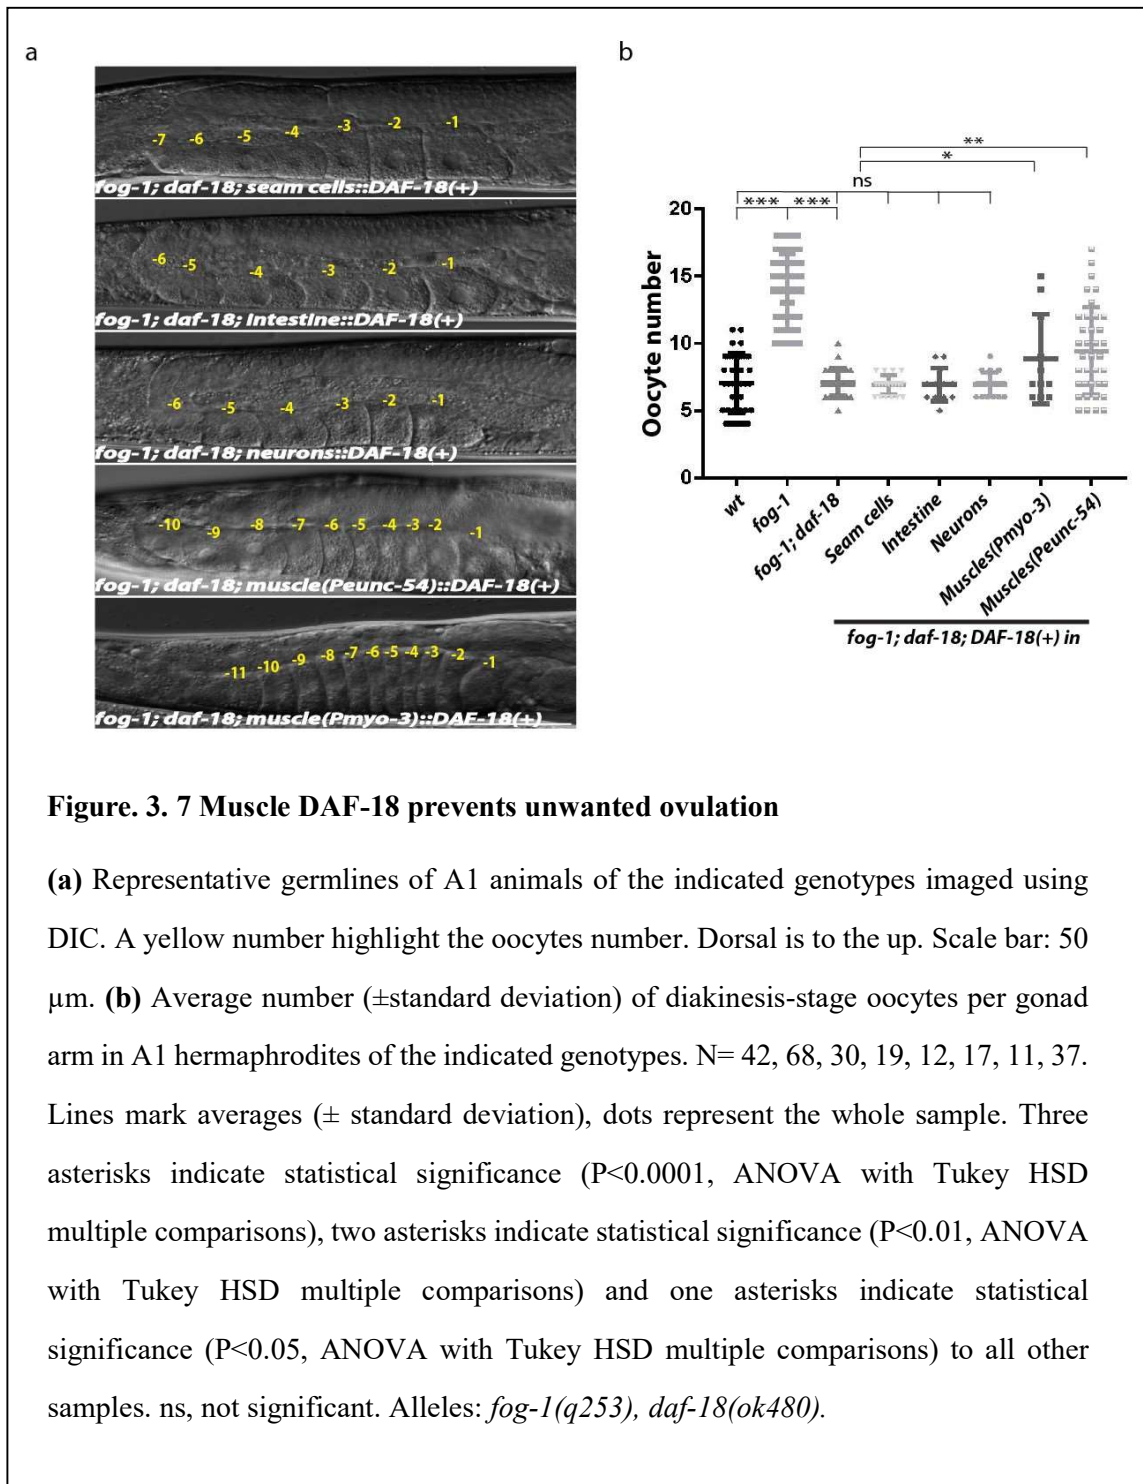 a
-7 -6 -5 -4 -3 -2 -1
fog-1; daf-18; seam cells::DAF-18(+)
-6 -5 -4 -3 -2 -1
fog-1; daf-18; intestine::DAF-18(+)
-6 -5 -4 -3 -2 -1
fog-1; daf-18; neurons::DAF-18(+)
-10 -9 -8 -7 -6 -5 -4 -3 -2 -1
fog-1; daf-18; muscle(Peunc-54)::DAF-18(+)
-11 -10 -9 -8 -7 -6 -5 -4 -3 -2 -1
fog-1; daf-18; muscle(Pmyo-3)::DAF-18(+)
b
**
*
ns
*** ***
20
15
10
5
0
Oocyte number
wt
fog-1
fog-1; daf-18
Seam cells
Intestine
Neurons
Muscles(Pmyo-3)
Muscles(Peunc-54)
fog-1; daf-18; DAF-18(+) in
Figure. 3. 7 Muscle DAF-18 prevents unwanted ovulation
(a) Representative germlines of A1 animals of the indicated genotypes imaged using
DIC. A yellow number highlight the oocytes number. Dorsal is to the up. Scale bar: 50
µm. (b) Average number (±standard deviation) of diakinesis-stage oocytes per gonad
arm in A1 hermaphrodites of the indicated genotypes. N= 42, 68, 30, 19, 12, 17, 11, 37.
Lines mark averages (± standard deviation), dots represent the whole sample. Three
asterisks indicate statistical significance (P<0.0001, ANOVA with Tukey HSD
multiple comparisons), two asterisks indicate statistical significance (P<0.01, ANOVA
with Tukey HSD multiple comparisons) and one asterisks indicate statistical
significance (P<0.05, ANOVA with Tukey HSD multiple comparisons) to all other
samples. ns, not significant. Alleles: fog-1(q253), daf-18(ok480).